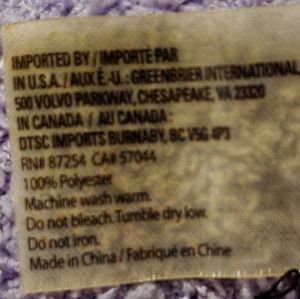 IMPORTED BY / IMPORTÉ PAR
IN U.S.A. / AUX É.-U.: GREENBRIER INTERNATIONAL
500 VOLVO PARKWAY, CHESAPEAKE, VA 23320
IN CANADA / AU CANADA:
DTSC IMPORTS BURNABY, BC V5G 4P3
RN# 87254 CA# 57044
100% Polyester
Machine wash warm.
Do not bleach. Tumble dry low.
Do not iron.
Made in China / Fabriqué en Chine